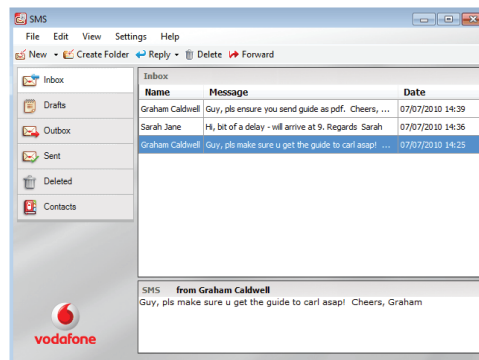 SMS
File Edit View Settings Help
New Create Folder Reply Delete Forward
Inbox
Drafts
Outbox
Sent
Deleted
Contacts
Inbox
Name Message Date
Graham Caldwell Guy, pls ensure you send guide as pdf. Cheers, ... 07/07/2010 14:39
Sarah Jane Hi, bit of a delay - will arrive at 9. Regards Sarah 07/07/2010 14:36
Graham Caldwell Guy, pls make sure u get the guide to carl asap! ... 07/07/2010 14:25
SMS from Graham Caldwell
Guy, pls make sure u get the guide to carl asap! Cheers, Graham
vodafone